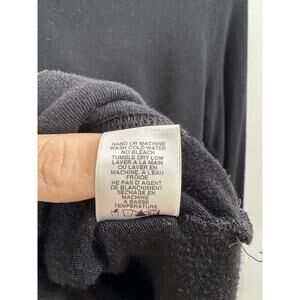 HAND OR MACHINE
WASH COLD WATER
NO BLEACH
TUMBLE DRY LOW
LAVER A LA MAIN
OU LAVER EN
MACHINE, A L'EAU
FROIDE
NE PAS D'AGENT
DE BLANCHIMENT
SECHAGE EN
MACHINE
A BASSE
TEMPERATURE